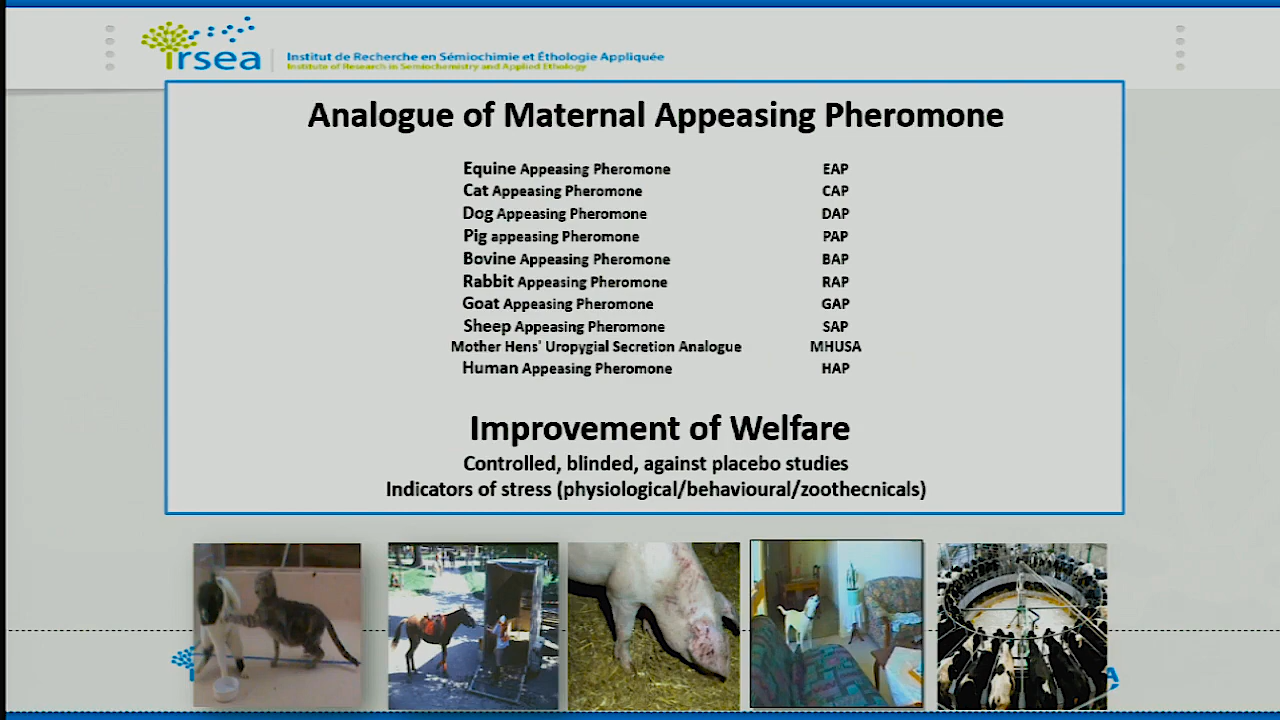 irsea
Institut de Recherche en Sémiochimie et Éthologie Appliquée
Institute of Research in Semiochemistry and Applied Ethology
Analogue of Maternal Appeasing Pheromone
Equine Appeasing Pheromone EAP
Cat Appeasing Pheromone CAP
Dog Appeasing Pheromone DAP
Pig appeasing Pheromone PAP
Bovine Appeasing Pheromone BAP
Rabbit Appeasing Pheromone RAP
Goat Appeasing Pheromone GAP
Sheep Appeasing Pheromone SAP
Mother Hens' Uropygial Secretion Analogue MHUSA
Human Appeasing Pheromone HAP
Improvement of Welfare
Controlled, blinded, against placebo studies
Indicators of stress (physiological/behavioural/zoothecnicals)